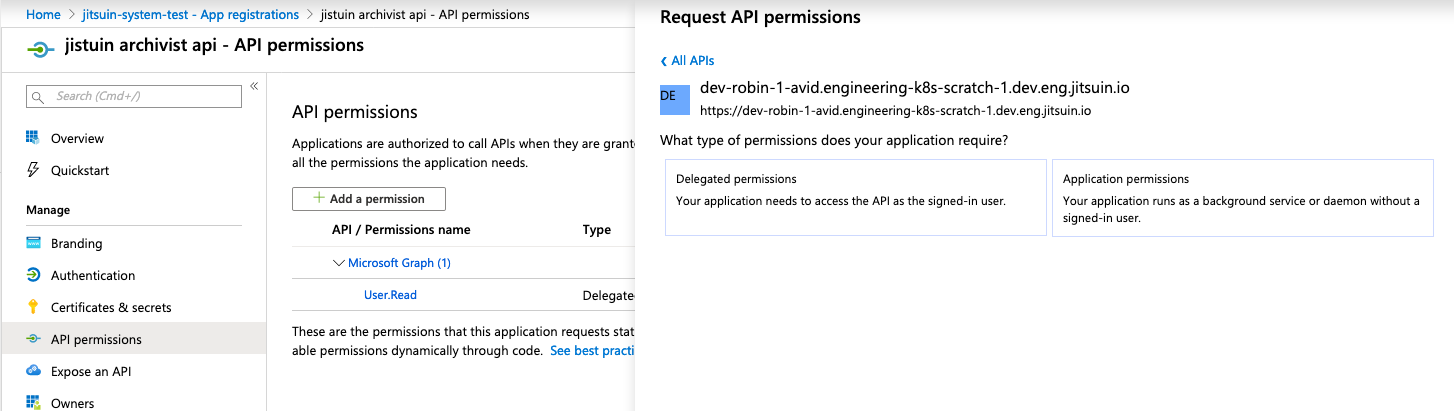 Home > jitsuin-system-test - App registrations > jistuin archivist api - API permissions
jistuin archivist api - API permissions
Search (Cmd+/)
«
Overview
Quickstart
Manage
Branding
Authentication
Certificates & secrets
API permissions
Expose an API
Owners
API permissions
Applications are authorized to call APIs when they are grant
all the permissions the application needs.
+ Add a permission
API / Permissions name Type
Microsoft Graph (1)
User.Read Delegate
These are the permissions that this application requests stat
able permissions dynamically through code. See best practi
Request API permissions
All APIs
DE
dev-robin-1-avid.engineering-k8s-scratch-1.dev.eng.jitsuin.io
https://dev-robin-1-avid.engineering-k8s-scratch-1.dev.eng.jitsuin.io
What type of permissions does your application require?
Delegated permissions
Your application needs to access the API as the signed-in user.
Application permissions
Your application runs as a background service or daemon without a
signed-in user.